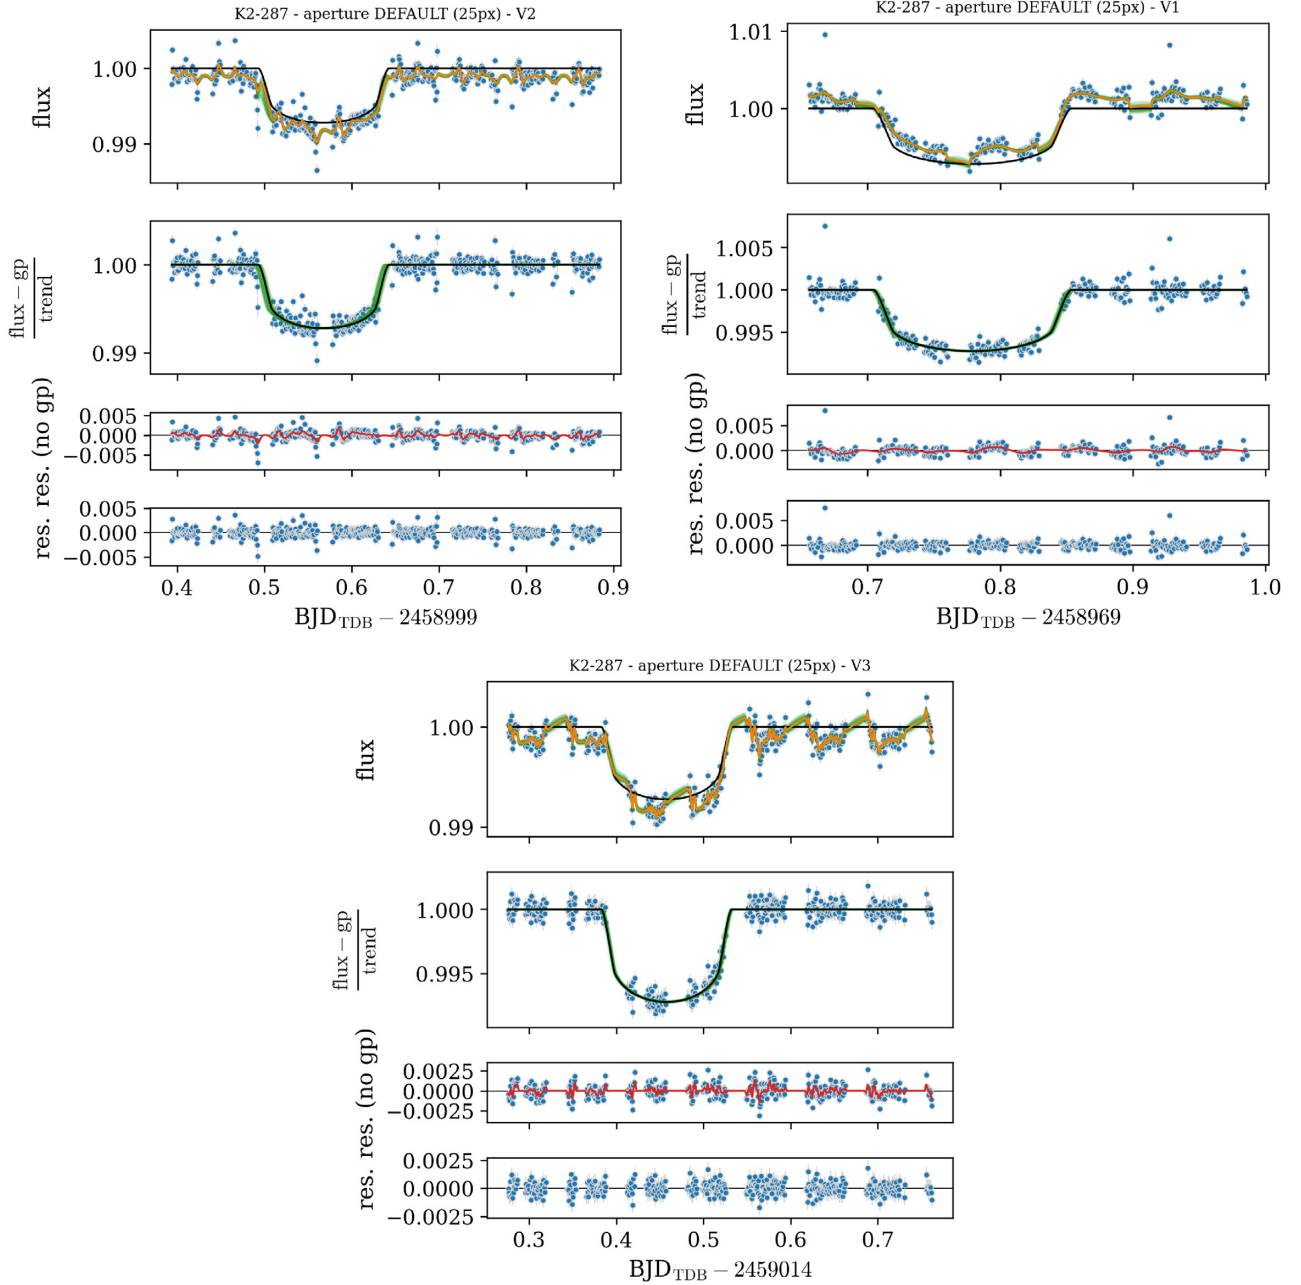 K2-287 - aperture DEFAULT (25px) - V2
1.00
0.99
flux
1.00
0.99
flux − gp
trend
0.005
0.000
−0.005
res. (no gp)
0.005
0.000
−0.005
res.
0.4 0.5 0.6 0.7 0.8 0.9
BJD_TDB − 2458999
K2-287 - aperture DEFAULT (25px) - V1
1.01
1.00
flux
1.005
1.000
0.995
flux − gp
trend
0.005
0.000
res. (no gp)
0.005
0.000
res.
0.7 0.8 0.9 1.0
BJD_TDB − 2458969
K2-287 - aperture DEFAULT (25px) - V3
1.00
0.99
flux
1.000
0.995
flux − gp
trend
0.0025
0.0000
−0.0025
res. (no gp)
0.0025
0.0000
−0.0025
res.
0.3 0.4 0.5 0.6 0.7
BJD_TDB − 2459014